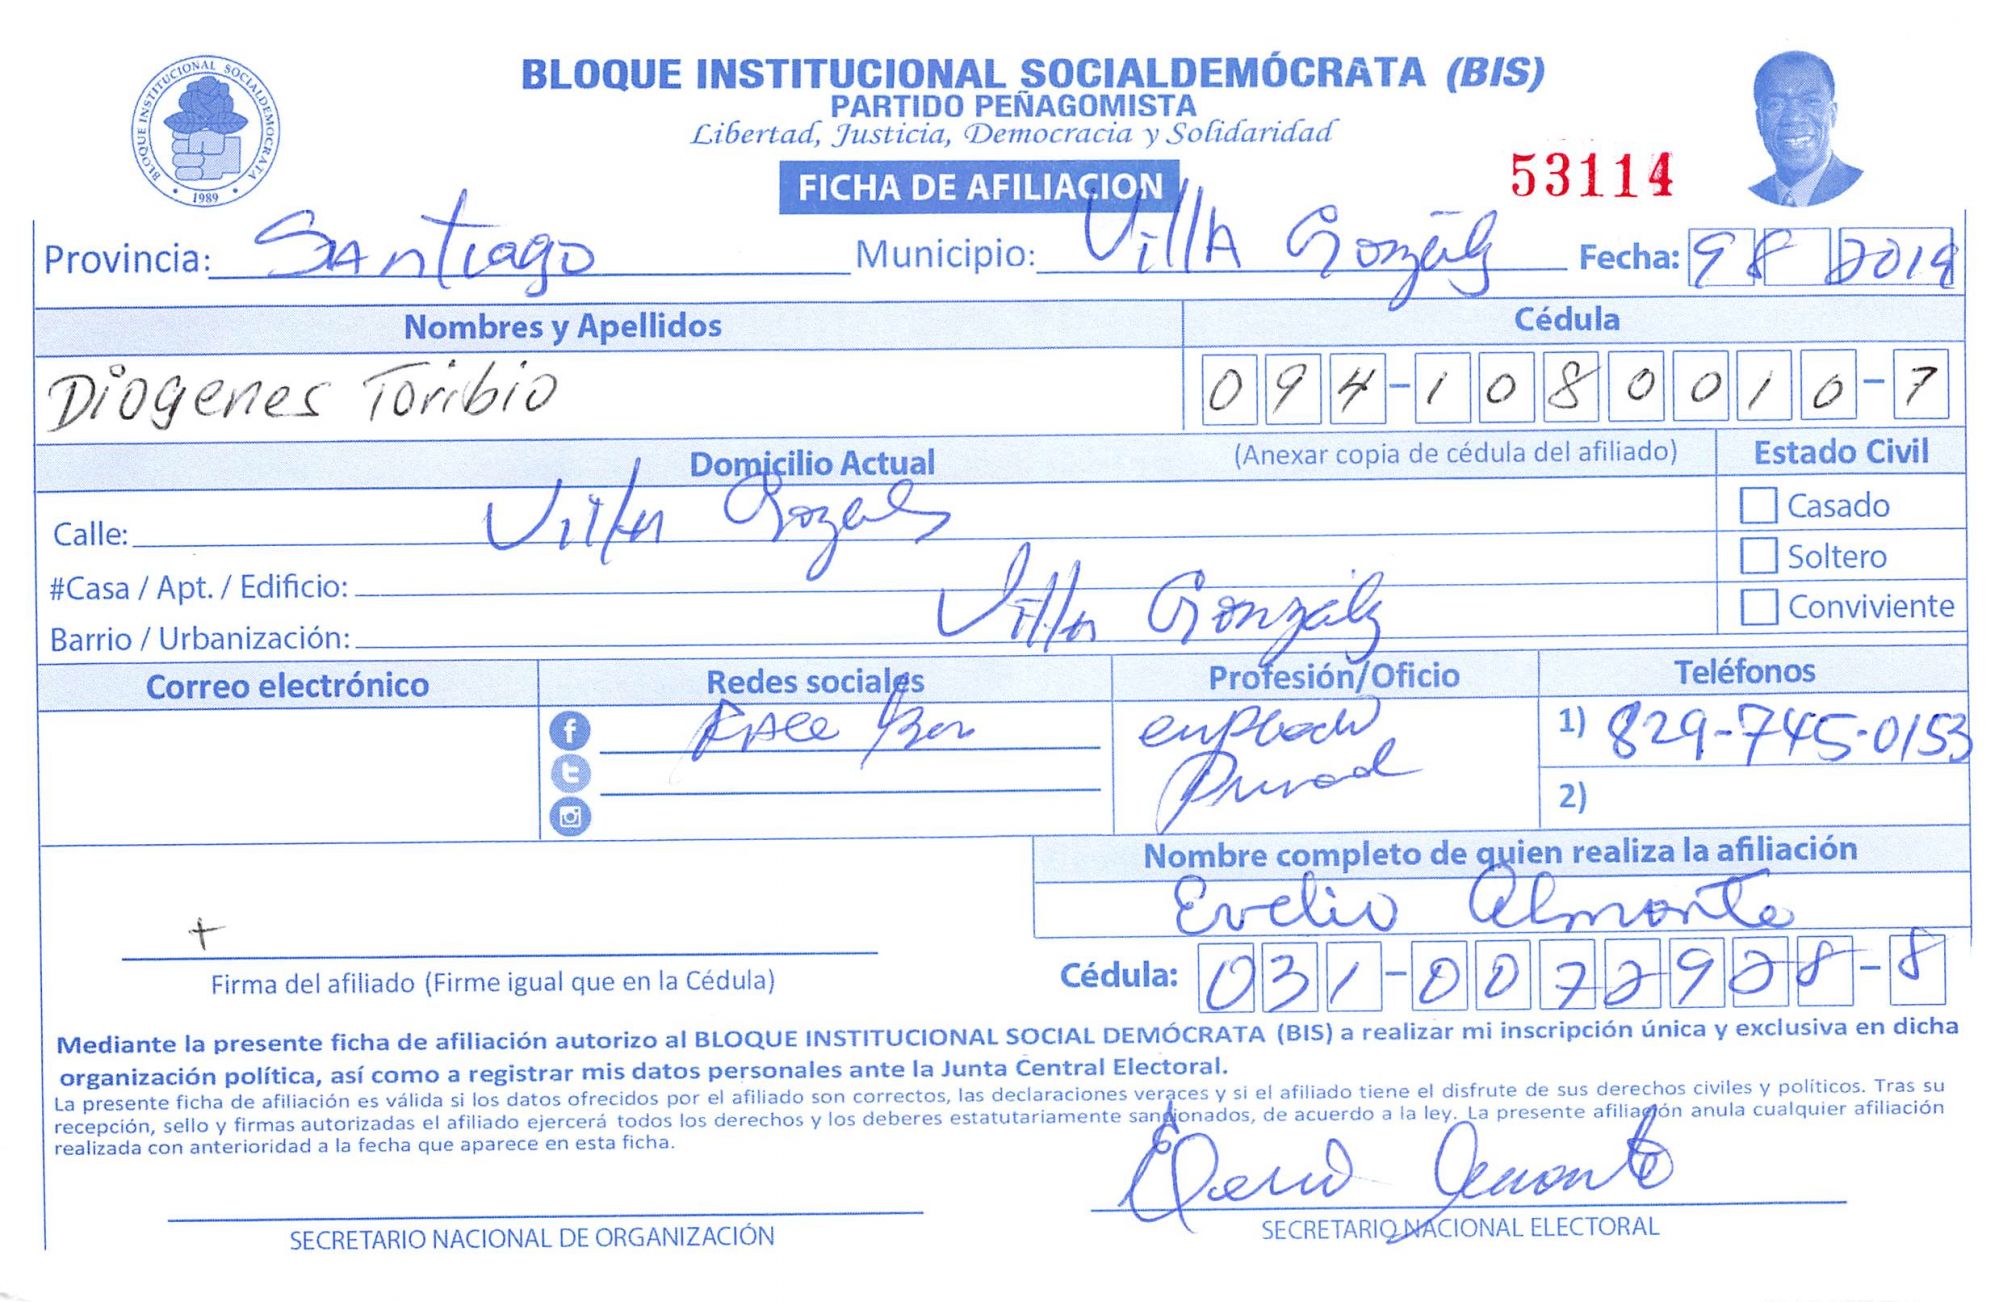 BLOQUE INSTITUCIONAL SOCIALDEMÓCRATA (BIS)
PARTIDO PEÑAGOMISTA
Libertad, Justicia, Democracia y Solidaridad
BLOQUE INSTITUCIONAL SOCIALDEMOCRATA
1989
FICHA DE AFILIACION
53114
Provincia: Santiago Municipio: Villa González Fecha: 9 8 2019
Nombres y Apellidos Cédula
Diogenes Toribio 094-1080010-7
Domicilio Actual (Anexar copia de cédula del afiliado) Estado Civil
Calle: Villa Gozales Casado
#Casa / Apt. / Edificio: Soltero
Barrio / Urbanización: Villa González Conviviente
Correo electrónico Redes sociales Profesión/Oficio Teléfonos
1) 829-745-0153
2)
Nombre completo de quien realiza la afiliación
Evelio Almonte
+
Firma del afiliado (Firme igual que en la Cédula) Cédula: 031-0072928-8
Mediante la presente ficha de afiliación autorizo al BLOQUE INSTITUCIONAL SOCIAL DEMÓCRATA (BIS) a realizar mi inscripción única y exclusiva en dicha
organización política, así como a registrar mis datos personales ante la Junta Central Electoral.
La presente ficha de afiliación es válida si los datos ofrecidos por el afiliado son correctos, las declaraciones veraces y si el afiliado tiene el disfrute de sus derechos civiles y políticos. Tras su
recepción, sello y firmas autorizadas el afiliado ejercerá todos los derechos y los deberes estatutariamente sancionados, de acuerdo a la ley. La presente afiliación anula cualquier afiliación
realizada con anterioridad a la fecha que aparece en esta ficha.
SECRETARIO NACIONAL DE ORGANIZACIÓN SECRETARIO NACIONAL ELECTORAL